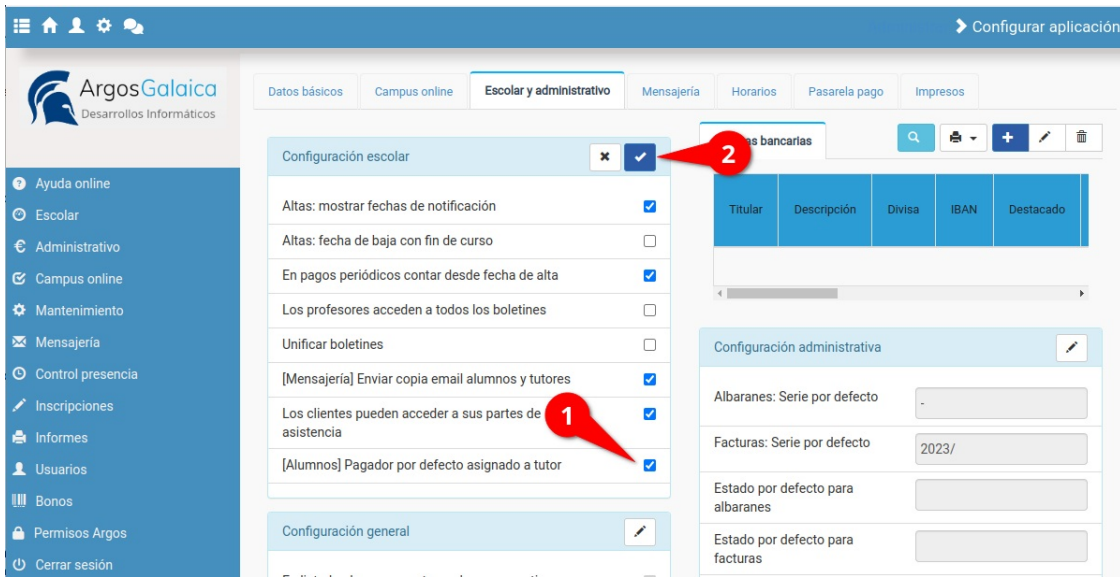 Configurar aplicación
ArgosGalaica
Desarrollos Informáticos
Ayuda online
Escolar
Administrativo
Campus online
Mantenimiento
Mensajería
Control presencia
Inscripciones
Informes
Usuarios
Bonos
Permisos Argos
Cerrar sesión
Datos básicos
Campus online
Escolar y administrativo
Mensajería
Horarios
Pasarela pago
Impresos
Configuración escolar
2
Altas: mostrar fechas de notificación
Altas: fecha de baja con fin de curso
En pagos periódicos contar desde fecha de alta
Los profesores acceden a todos los boletines
Unificar boletines
[Mensajería] Enviar copia email alumnos y tutores
Los clientes pueden acceder a sus partes de
asistencia
1
[Alumnos] Pagador por defecto asignado a tutor
Configuración general
bancarias
Titular
Descripción
Divisa
IBAN
Destacado
Configuración administrativa
Albaranes: Serie por defecto
-
Facturas: Serie por defecto
2023/
Estado por defecto para
albaranes
Estado por defecto para
facturas